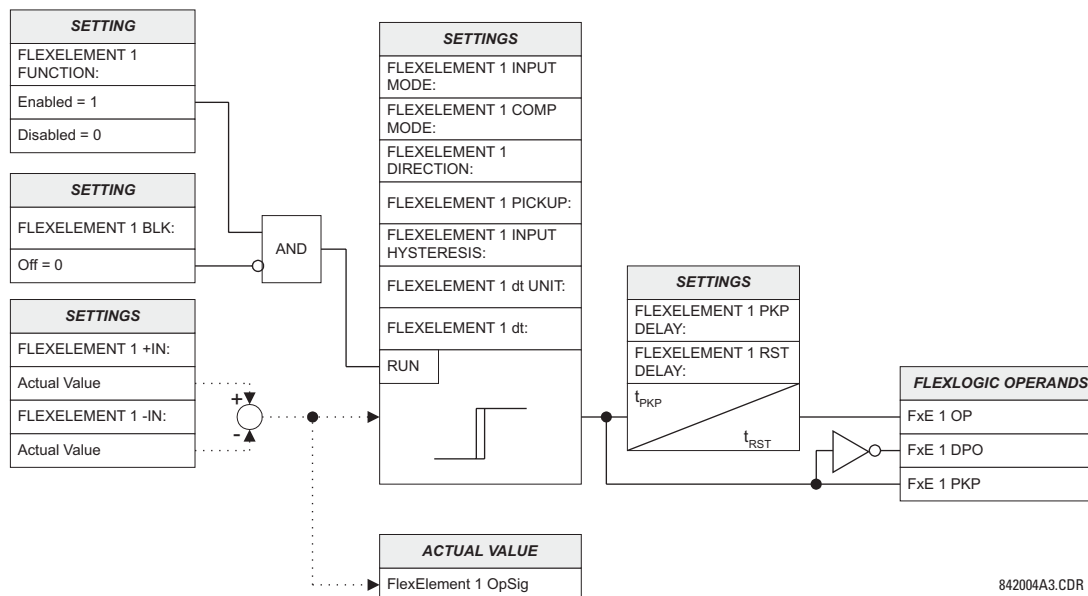 SETTING
FLEXELEMENT 1
FUNCTION:
Enabled = 1
Disabled = 0
SETTING
FLEXELEMENT 1 BLK:
Off = 0
SETTINGS
FLEXELEMENT 1 +IN:
Actual Value
FLEXELEMENT 1 -IN:
Actual Value
+
-
AND
SETTINGS
FLEXELEMENT 1 INPUT
MODE:
FLEXELEMENT 1 COMP
MODE:
FLEXELEMENT 1
DIRECTION:
FLEXELEMENT 1 PICKUP:
FLEXELEMENT 1 INPUT
HYSTERESIS:
FLEXELEMENT 1 dt UNIT:
FLEXELEMENT 1 dt:
RUN
ACTUAL VALUE
FlexElement 1 OpSig
SETTINGS
FLEXELEMENT 1 PKP
DELAY:
FLEXELEMENT 1 RST
DELAY:
tPKP
tRST
FLEXLOGIC OPERANDS
FxE 1 OP
FxE 1 DPO
FxE 1 PKP
842004A3.CDR